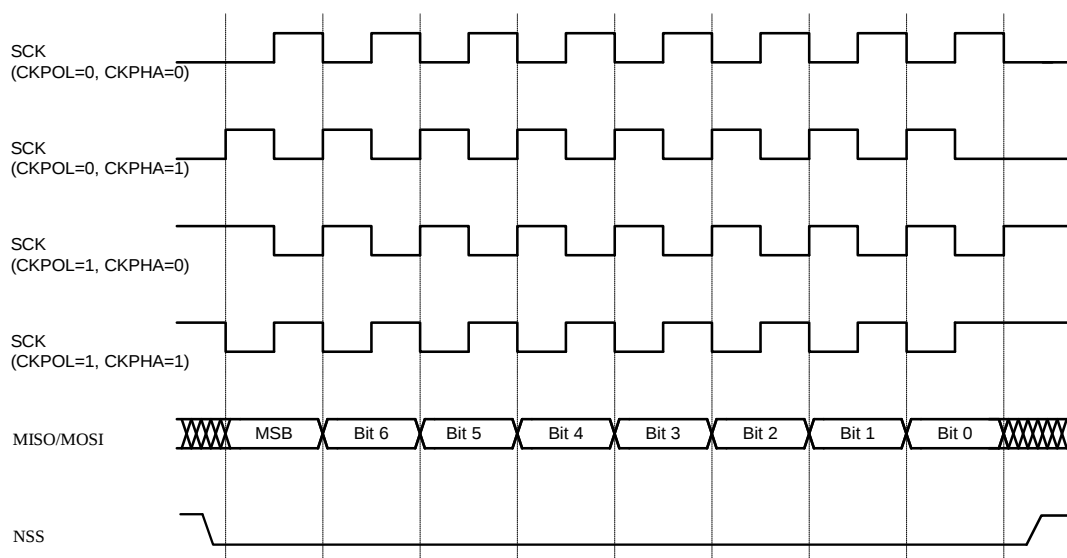 SCK
(CKPOL=0, CKPHA=0)
SCK
(CKPOL=0, CKPHA=1)
SCK
(CKPOL=1, CKPHA=0)
SCK
(CKPOL=1, CKPHA=1)
MISO/MOSI
MSB Bit 6 Bit 5 Bit 4 Bit 3 Bit 2 Bit 1 Bit 0
NSS